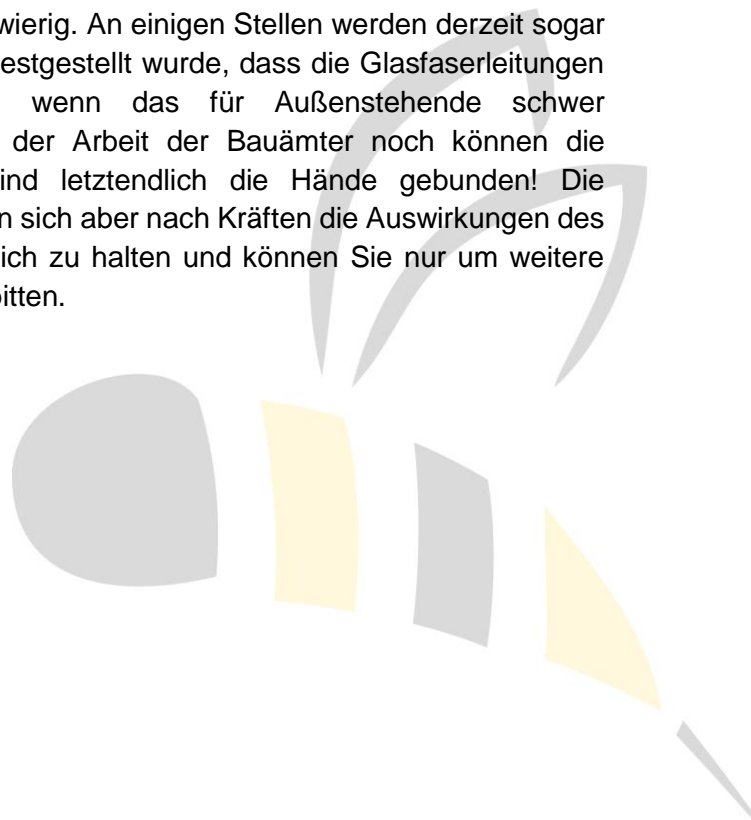 wierig. An einigen Stellen werden derzeit sogar
estgestellt wurde, dass die Glasfaserleitungen
wenn das für Außenstehende schwer
der Arbeit der Bauämter noch können die
ind letztendlich die Hände gebunden! Die
n sich aber nach Kräften die Auswirkungen des
ich zu halten und können Sie nur um weitere
itten.